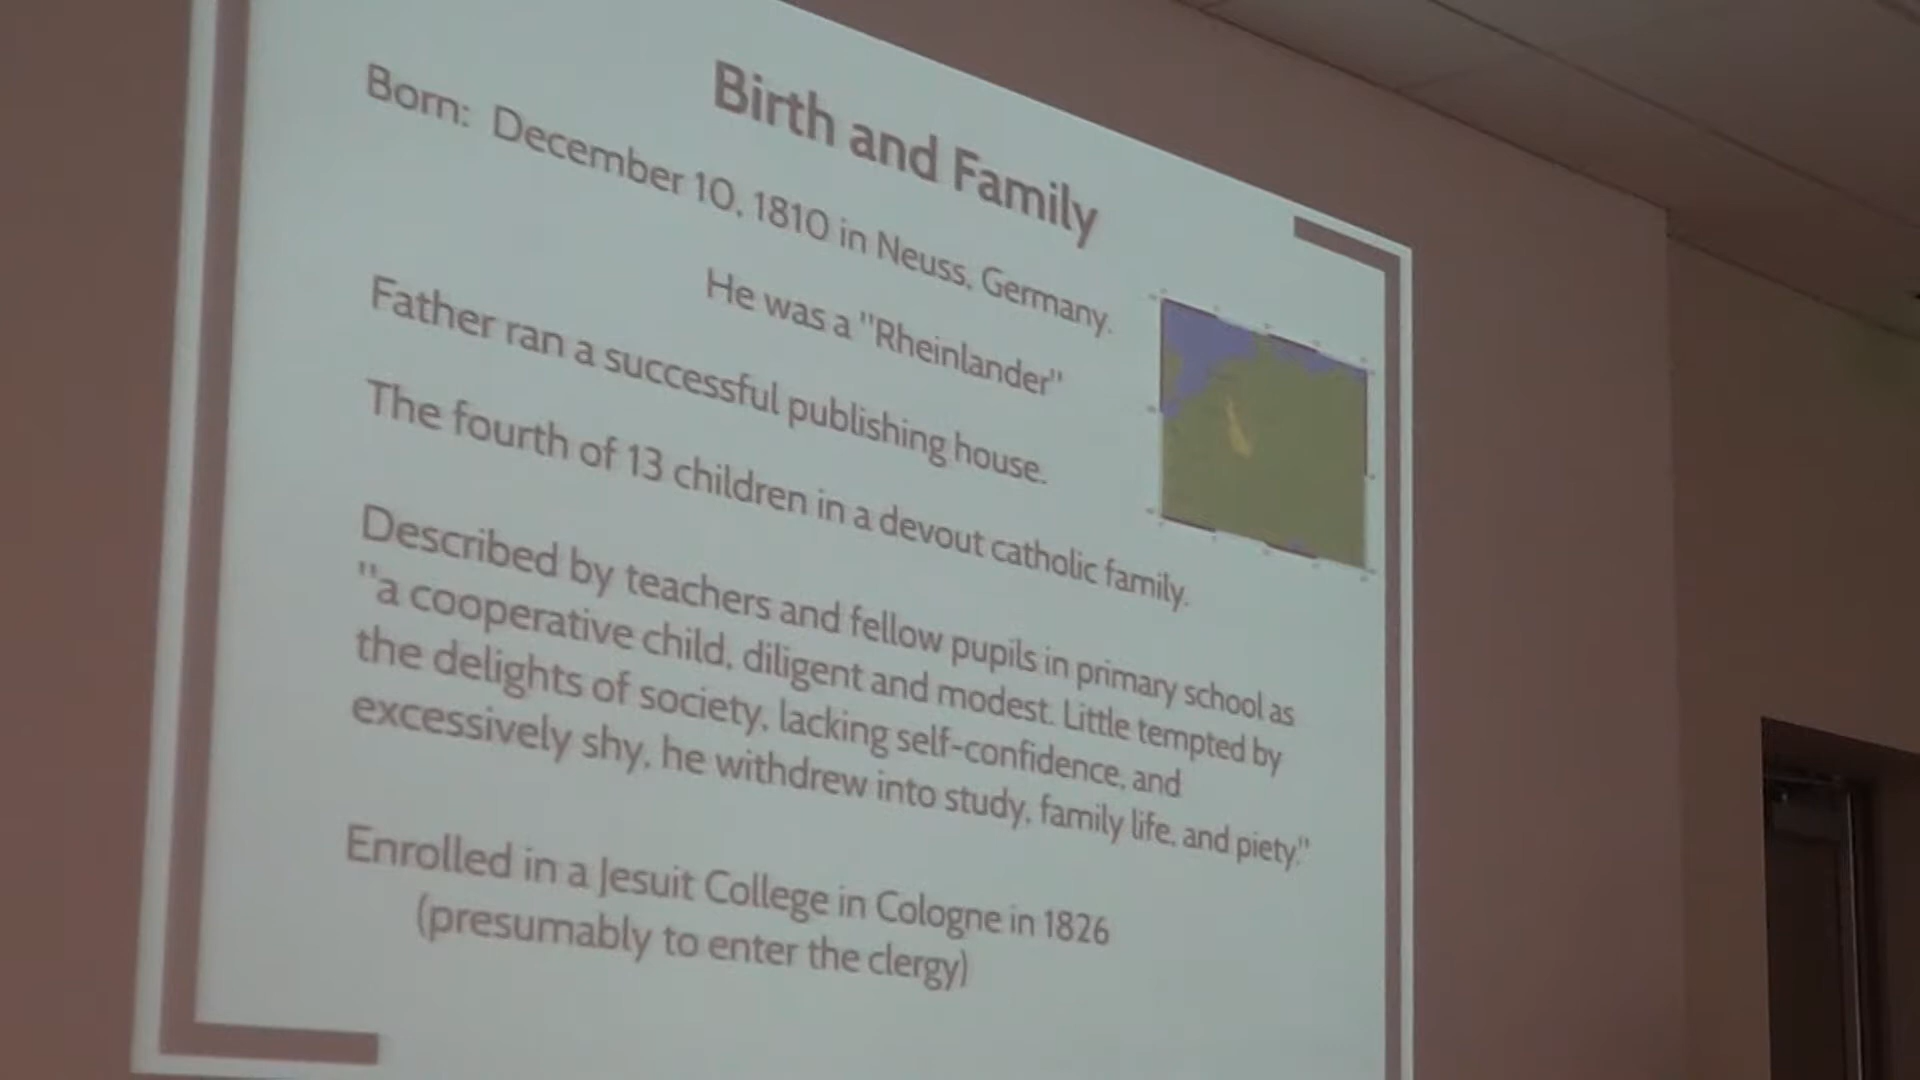 Birth and Family
Born: December 10, 1810 in Neuss, Germany.
He was a "Rheinlander"
Father ran a successful publishing house.
The fourth of 13 children in a devout catholic family.
Described by teachers and fellow pupils in primary school as
"a cooperative child, diligent and modest. Little tempted by
the delights of society, lacking self-confidence, and
excessively shy, he withdrew into study, family life, and piety."
Enrolled in a Jesuit College in Cologne in 1826
(presumably to enter the clergy)